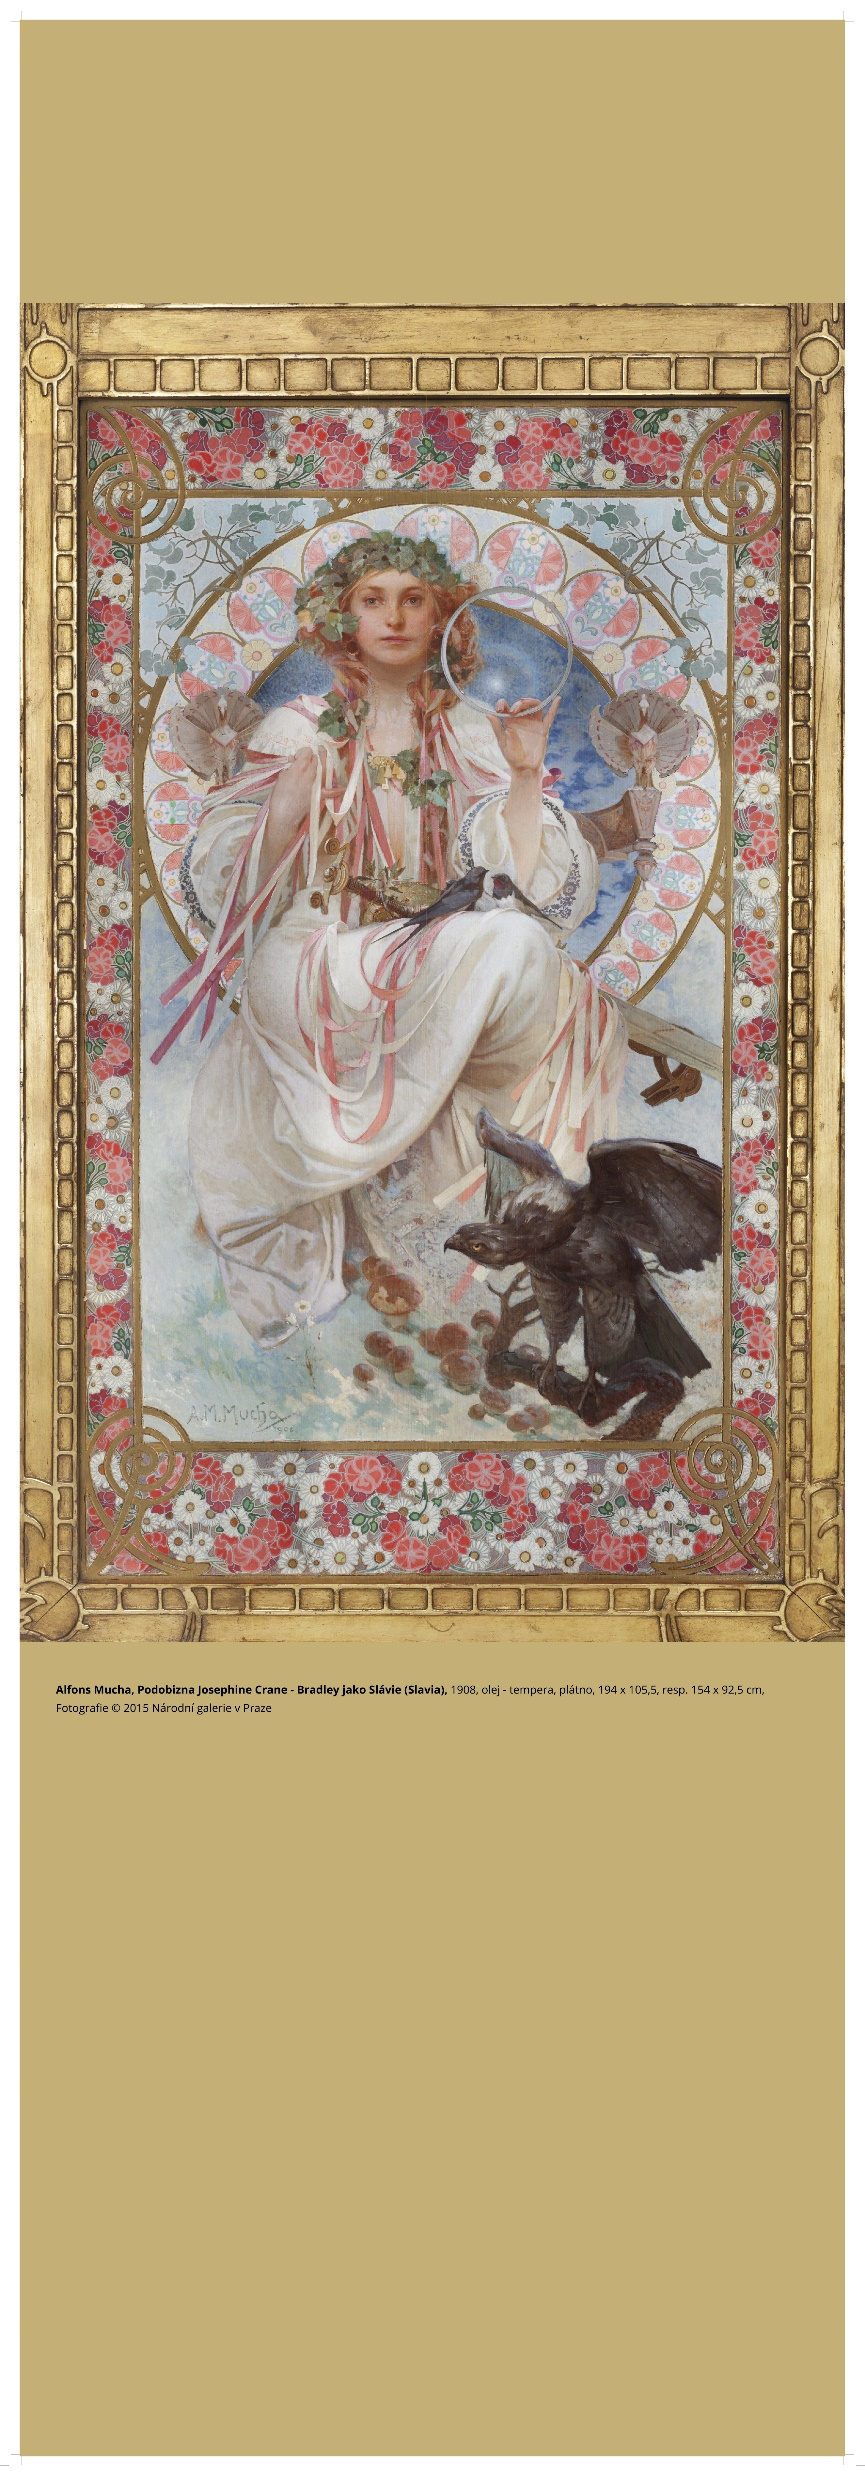 A.M.Mucha
1908
Alfons Mucha, Podobizna Josephine Crane - Bradley jako Slávie (Slavia), 1908, olej - tempera, plátno, 194 x 105,5, resp. 154 x 92,5 cm,
Fotografie © 2015 Národní galerie v Praze